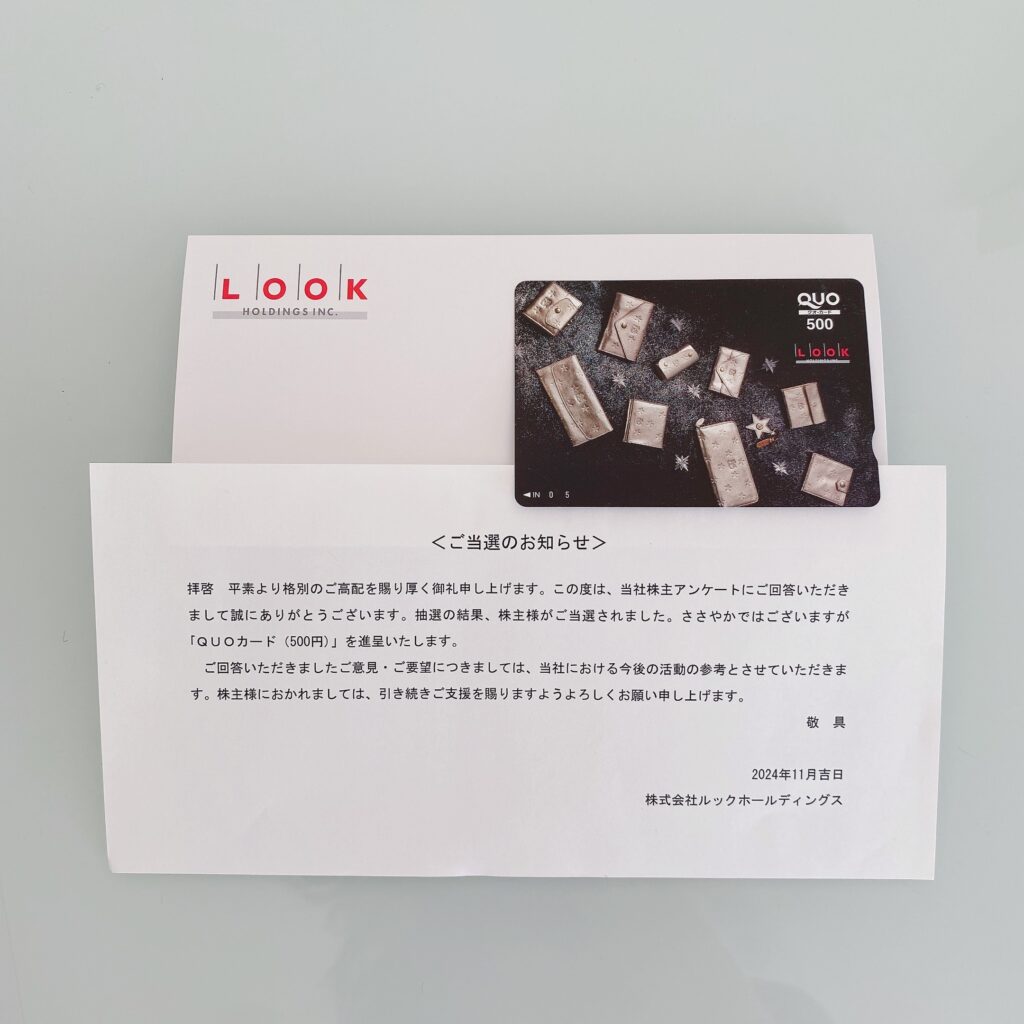 LOOK
HOLDINGS INC.
QUO
クオ・カード
500
LOOK
HOLDINGS INC.
◀IN 0 5
＜ご当選のお知らせ＞
拝啓　平素より格別のご高配を賜り厚く御礼申し上げます。この度は、当社株主アンケートにご回答いただき
まして誠にありがとうございます。抽選の結果、株主様がご当選されました。ささやかではございますが
「ＱＵＯカード（500円）」を進呈いたします。
　ご回答いただきましたご意見・ご要望につきましては、当社における今後の活動の参考とさせていただきま
す。株主様におかれましては、引き続きご支援を賜りますようよろしくお願い申し上げます。
敬　具
2024年11月吉日
株式会社ルックホールディングス